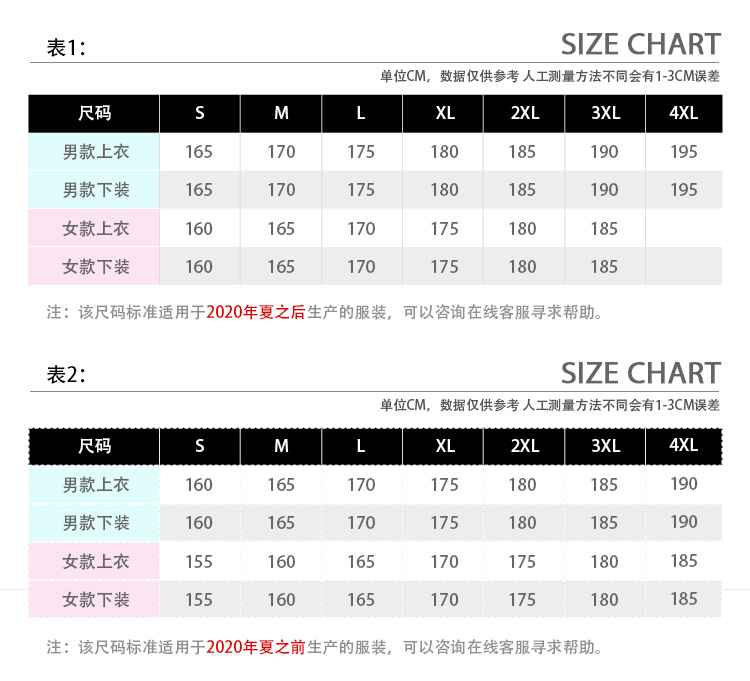 表1：
SIZE CHART
单位CM，数据仅供参考 人工测量方法不同会有1-3CM误差
尺码 S M L XL 2XL 3XL 4XL
男款上衣 165 170 175 180 185 190 195
男款下装 165 170 175 180 185 190 195
女款上衣 160 165 170 175 180 185
女款下装 160 165 170 175 180 185
注：该尺码标准适用于2020年夏之后生产的服装，可以咨询在线客服寻求帮助。
表2：
SIZE CHART
单位CM，数据仅供参考 人工测量方法不同会有1-3CM误差
尺码 S M L XL 2XL 3XL 4XL
男款上衣 160 165 170 175 180 185 190
男款下装 160 165 170 175 180 185 190
女款上衣 155 160 165 170 175 180 185
女款下装 155 160 165 170 175 180 185
注：该尺码标准适用于2020年夏之前生产的服装，可以咨询在线客服寻求帮助。